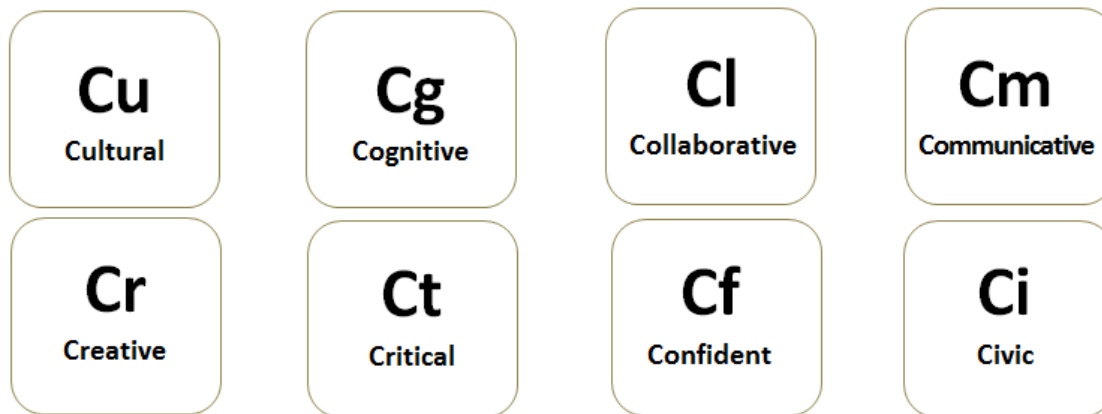 Cu
Cultural
Cg
Cognitive
Cl
Collaborative
Cm
Communicative
Cr
Creative
Ct
Critical
Cf
Confident
Ci
Civic